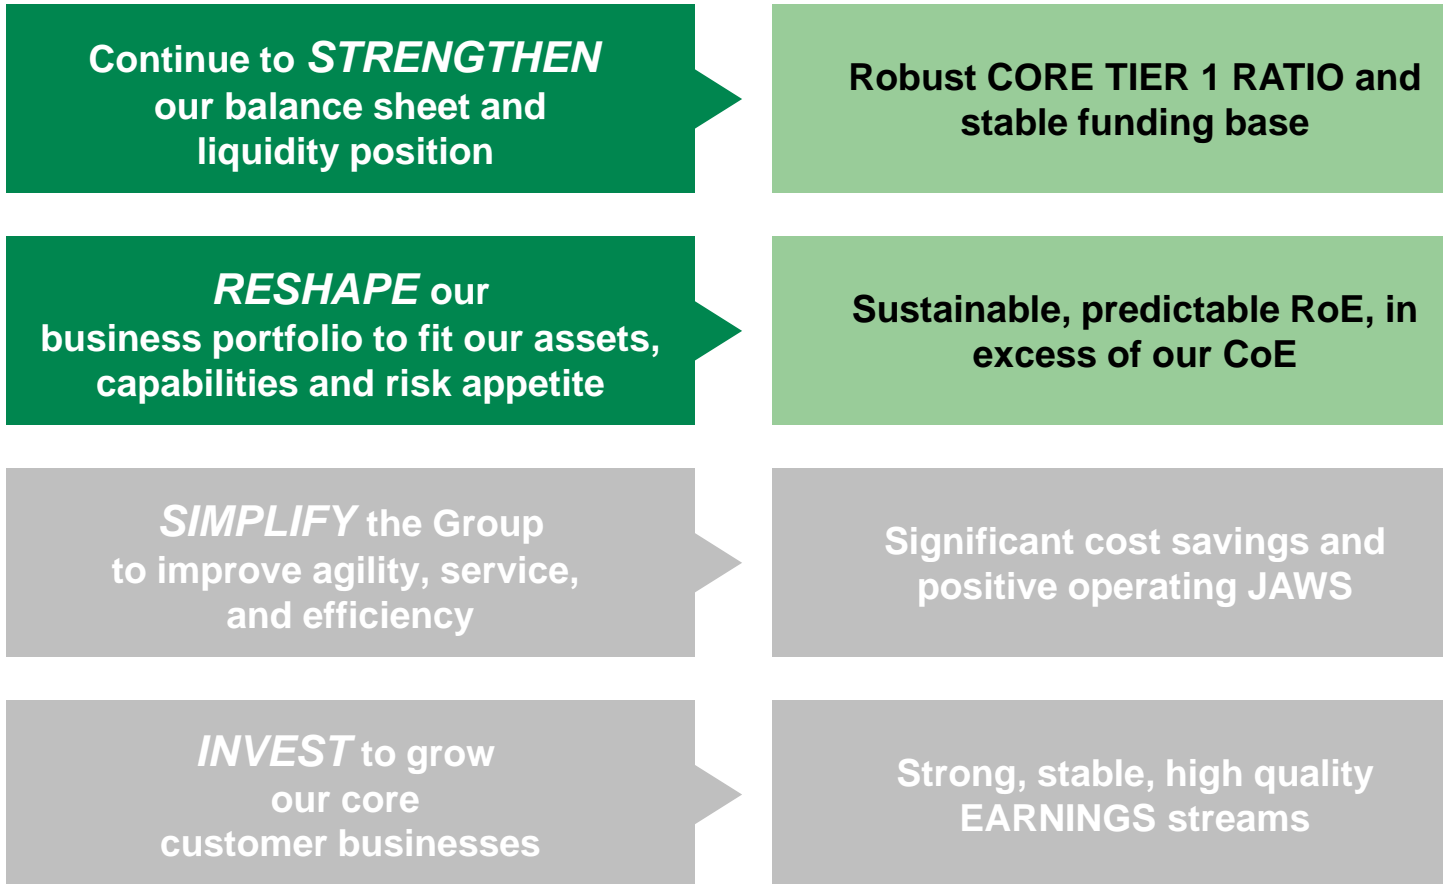 Continue to STRENGTHEN
our balance sheet and
liquidity position
Robust CORE TIER 1 RATIO and
stable funding base
RESHAPE our
business portfolio to fit our assets,
capabilities and risk appetite
Sustainable, predictable RoE, in
excess of our CoE
SIMPLIFY the Group
to improve agility, service,
and efficiency
Significant cost savings and
positive operating JAWS
INVEST to grow
our core
customer businesses
Strong, stable, high quality
EARNINGS streams